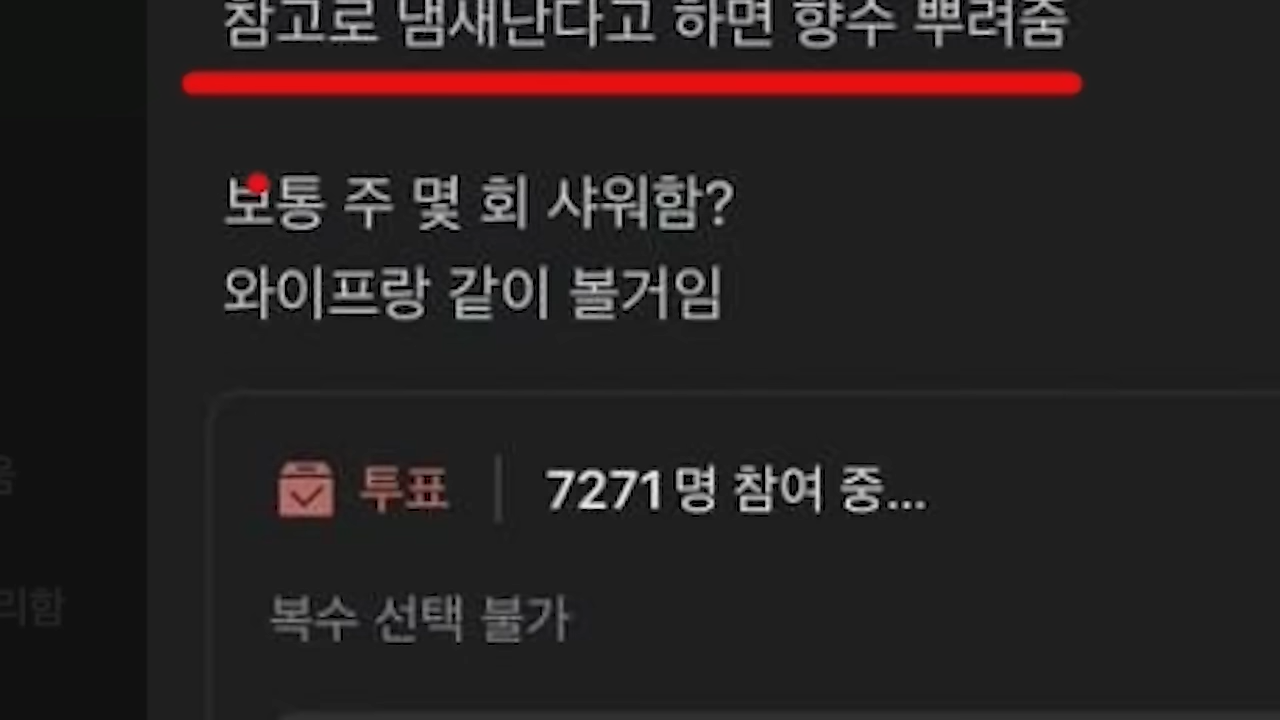 참고로 냄새난다고 하면 향수 뿌려줌
보통 주 몇 회 샤워함?
와이프랑 같이 볼거임
투표 | 7271명 참여 중...
복수 선택 불가
리함